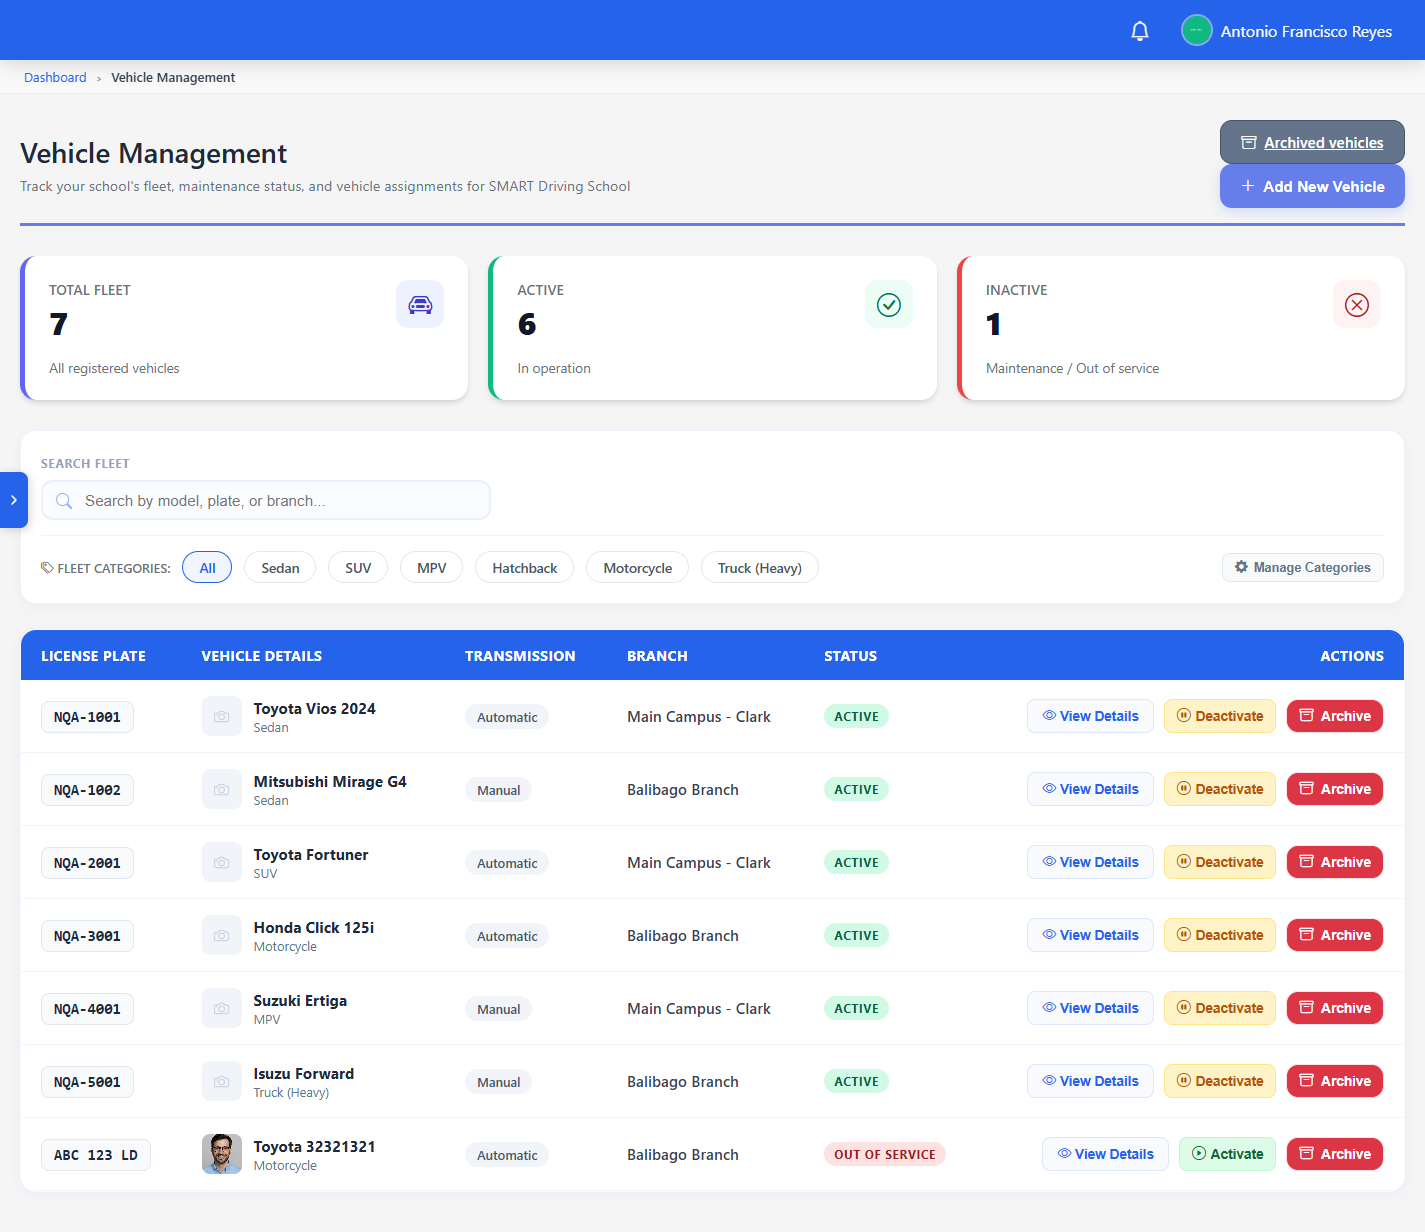 -- Antonio Francisco Reyes
Dashboard › Vehicle Management
Vehicle Management
Track your school's fleet, maintenance status, and vehicle assignments for SMART Driving School
Archived vehicles
+ Add New Vehicle
TOTAL FLEET
7
All registered vehicles
ACTIVE
6
In operation
INACTIVE
1
Maintenance / Out of service
SEARCH FLEET
Search by model, plate, or branch...
FLEET CATEGORIES: All Sedan SUV MPV Hatchback Motorcycle Truck (Heavy) Manage Categories
LICENSE PLATE VEHICLE DETAILS TRANSMISSION BRANCH STATUS ACTIONS
NQA-1001 Toyota Vios 2024 Automatic Main Campus - Clark ACTIVE View Details Deactivate Archive
Sedan
NQA-1002 Mitsubishi Mirage G4 Manual Balibago Branch ACTIVE View Details Deactivate Archive
Sedan
NQA-2001 Toyota Fortuner Automatic Main Campus - Clark ACTIVE View Details Deactivate Archive
SUV
NQA-3001 Honda Click 125i Automatic Balibago Branch ACTIVE View Details Deactivate Archive
Motorcycle
NQA-4001 Suzuki Ertiga Manual Main Campus - Clark ACTIVE View Details Deactivate Archive
MPV
NQA-5001 Isuzu Forward Manual Balibago Branch ACTIVE View Details Deactivate Archive
Truck (Heavy)
ABC 123 LD Toyota 32321321 Automatic Balibago Branch OUT OF SERVICE View Details Activate Archive
Motorcycle